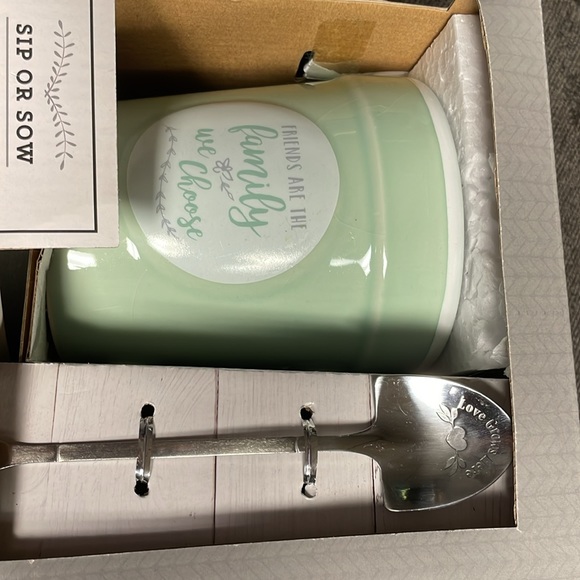 SIP OR SOW
FRIENDS ARE THE
family
we Choose
Love Grows